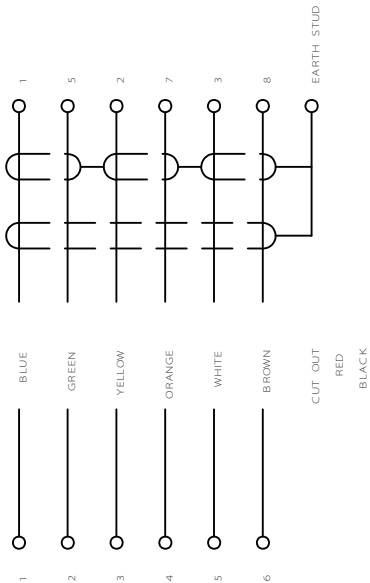 1
5
2
7
3
8
EARTH STUD
BLUE
GREEN
YELLOW
ORANGE
WHITE
BROWN
CUT OUT
RED
BLACK
1
2
3
4
5
6